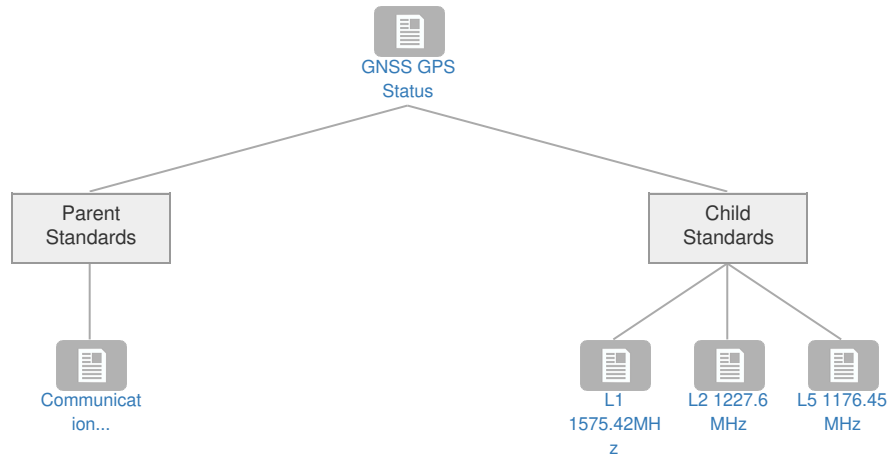 GNSS GPS
Status
Parent
Standards
Child
Standards
Communicat
ion...
L1
1575.42MH
z
L2 1227.6
MHz
L5 1176.45
MHz